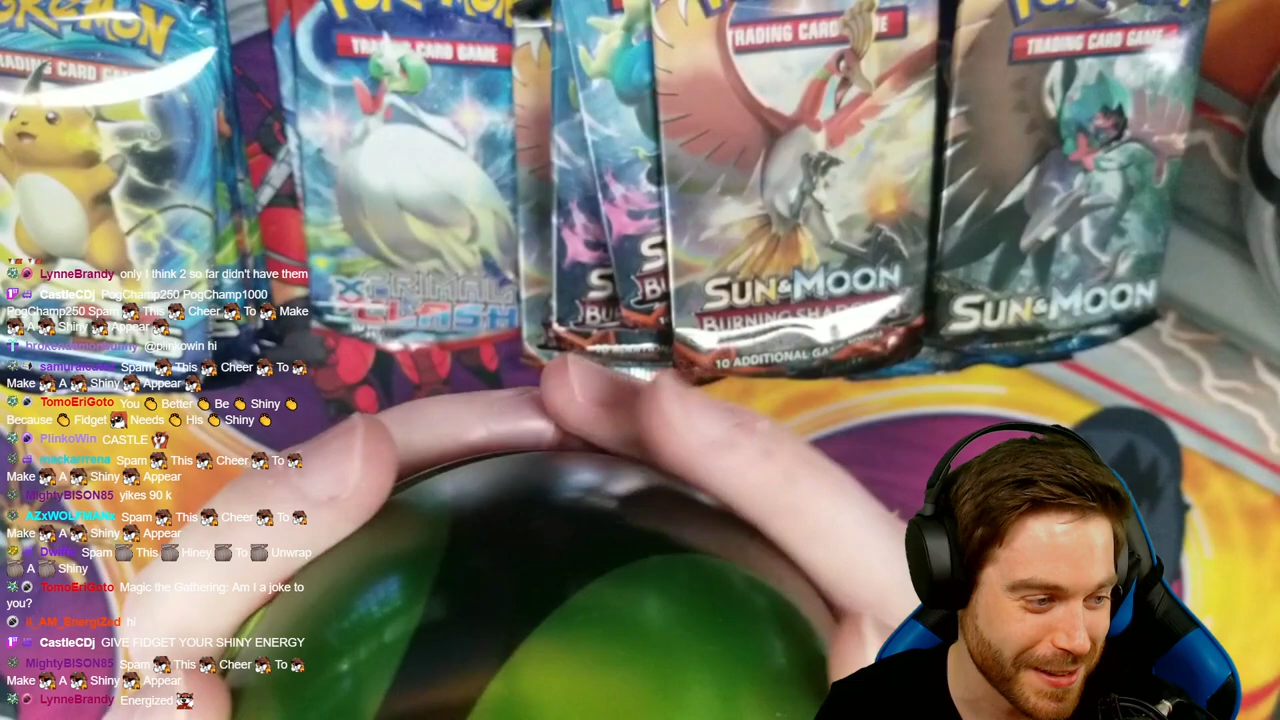 POKÉMON
TRADING CARD GAME
TRADING CARD GAME
TRADING CARD GAME
TRADING CARD GAME
SUN & MOON
SUN & MOON
BURNING SHADOWS
10 ADDITIONAL GA
LynneBrandy only I think 2 so far didn't have them
CastleCDj PogChamp250 PogChamp1000
PogChamp250 Spam This Cheer To Make
A Shiny Appear
@plinkowin hi
Spam This Cheer To
Make A Shiny Appear
TomoEriGoto You 👏 Better 👏 Be 👏 Shiny 👏
Because 👏 Fidget Needs 👏 His 👏 Shiny 👏
PlinkoWin CASTLE
Spam This Cheer To
Make A Shiny Appear
MightyBISON85 yikes 90 k
AZxWOLFMANx Spam This Cheer To
Make A Shiny Appear
Spam This Hiney To Unwrap
A Shiny
TomoEriGoto Magic the Gathering: Am I a joke to
you?
I_AM_EnergiZed hi
CastleCDj GIVE FIDGET YOUR SHINY ENERGY
MightyBISON85 Spam This Cheer To
Make A Shiny Appear
LynneBrandy Energized